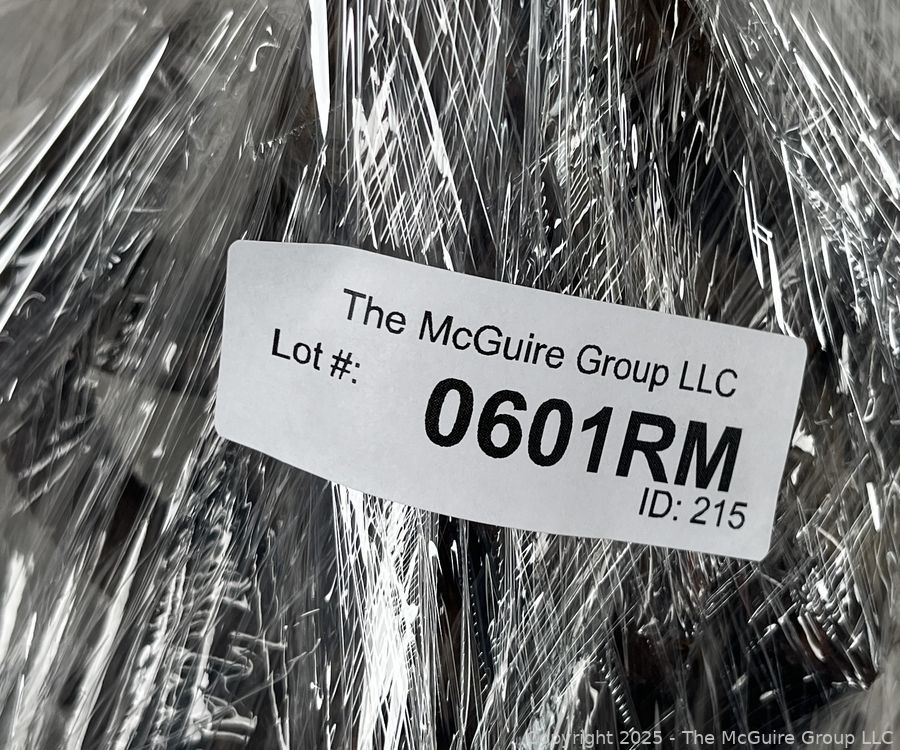 The McGuire Group LLC
Lot #:
0601RM
ID: 215
Copyright 2025 - The McGuire Group LLC